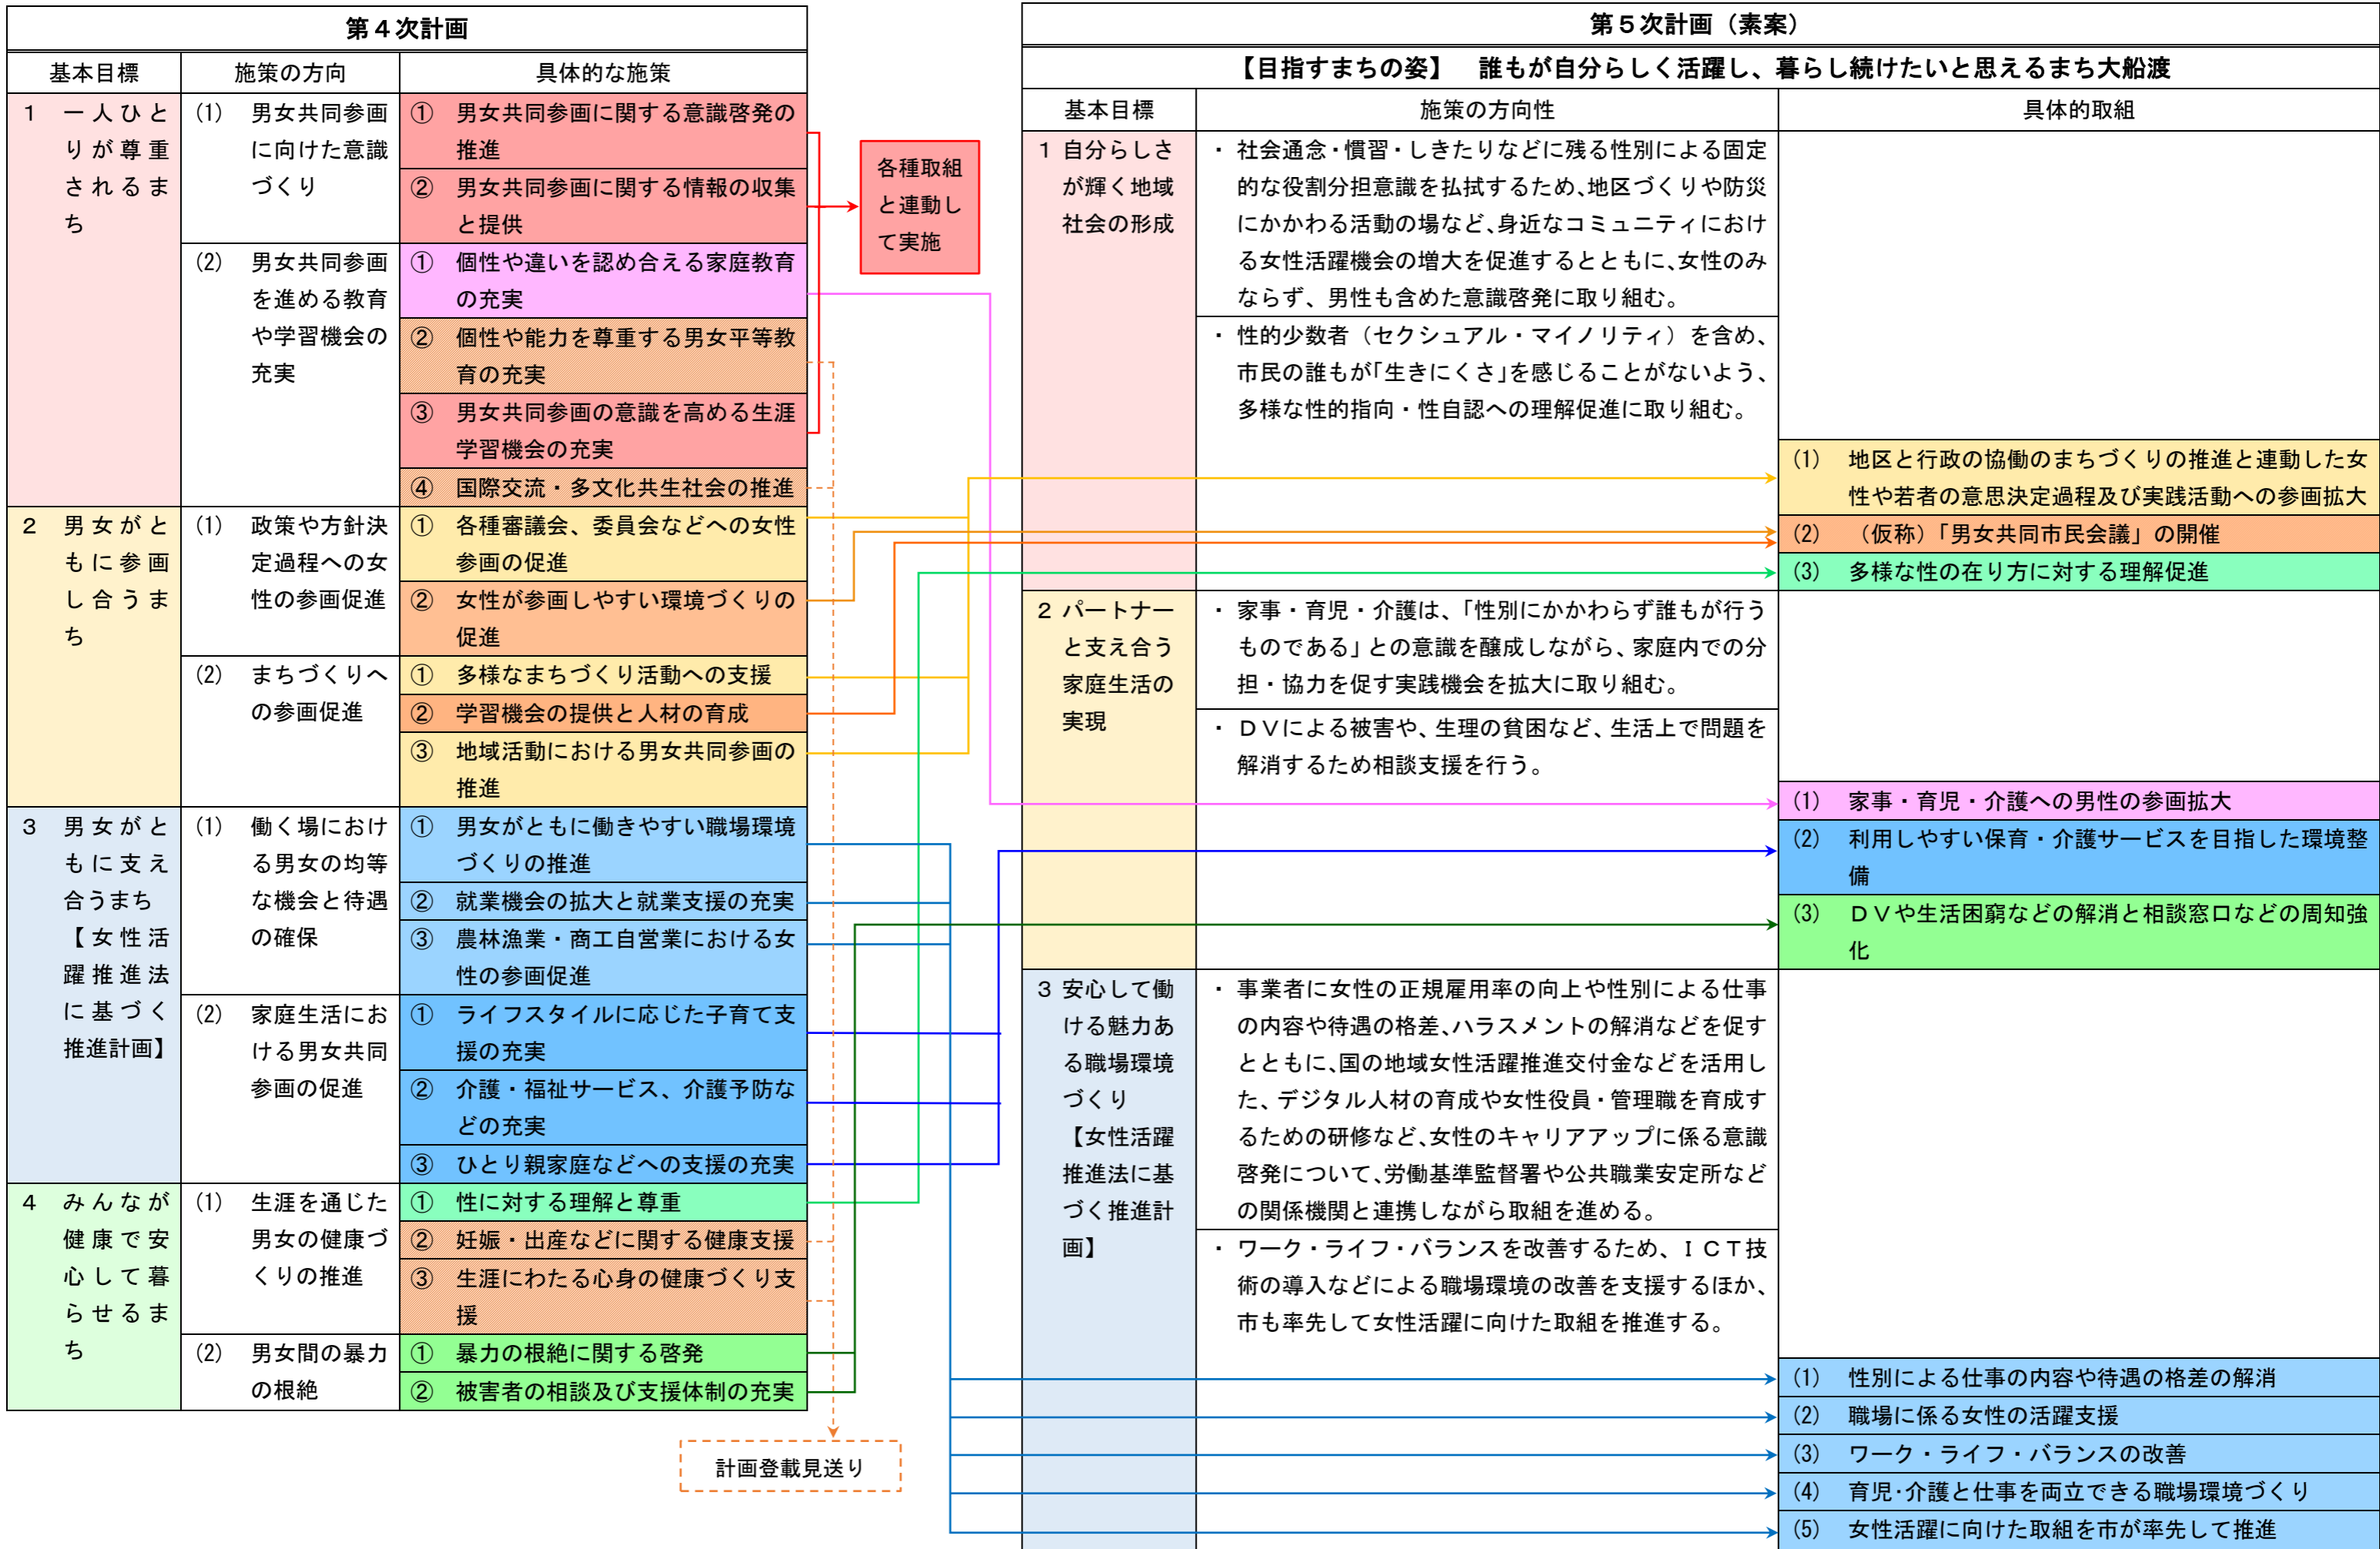 第４次計画
基本目標 施策の方向 具体的な施策
１ 一人ひと
りが尊重
されるま
ち
(1) 男女共同参画
に向けた意識
づくり
① 男女共同参画に関する意識啓発の
推進
② 男女共同参画に関する情報の収集
と提供
(2) 男女共同参画
を進める教育
や学習機会の
充実
① 個性や違いを認め合える家庭教育
の充実
② 個性や能力を尊重する男女平等教
育の充実
③ 男女共同参画の意識を高める生涯
学習機会の充実
④ 国際交流・多文化共生社会の推進
２ 男女がと
もに参画
し合うま
ち
(1) 政策や方針決
定過程への女
性の参画促進
① 各種審議会、委員会などへの女性
参画の促進
② 女性が参画しやすい環境づくりの
促進
(2) まちづくりへ
の参画促進
① 多様なまちづくり活動への支援
② 学習機会の提供と人材の育成
③ 地域活動における男女共同参画の
推進
３ 男女がと
もに支え
合うまち
【女性活
躍推進法
に基づく
推進計画】
(1) 働く場におけ
る男女の均等
な機会と待遇
の確保
① 男女がともに働きやすい職場環境
づくりの推進
② 就業機会の拡大と就業支援の充実
③ 農林漁業・商工自営業における女
性の参画促進
(2) 家庭生活にお
ける男女共同
参画の促進
① ライフスタイルに応じた子育て支
援の充実
② 介護・福祉サービス、介護予防な
どの充実
③ ひとり親家庭などへの支援の充実
４ みんなが
健康で安
心して暮
らせるま
ち
(1) 生涯を通じた
男女の健康づ
くりの推進
① 性に対する理解と尊重
② 妊娠・出産などに関する健康支援
③ 生涯にわたる心身の健康づくり支
援
(2) 男女間の暴力
の根絶
① 暴力の根絶に関する啓発
② 被害者の相談及び支援体制の充実
各種取組
と連動し
て実施
計画登載見送り
第５次計画（素案）
【目指すまちの姿】 誰もが自分らしく活躍し、暮らし続けたいと思えるまち大船渡
基本目標 施策の方向性 具体的取組
１ 自分らしさ
が輝く地域
社会の形成
・ 社会通念・慣習・しきたりなどに残る性別による固定
的な役割分担意識を払拭するため、地区づくりや防災
にかかわる活動の場など、身近なコミュニティにおけ
る女性活躍機会の増大を促進するとともに、女性のみ
ならず、男性も含めた意識啓発に取り組む。
・ 性的少数者（セクシュアル・マイノリティ）を含め、
市民の誰もが「生きにくさ」を感じることがないよう、
多様な性的指向・性自認への理解促進に取り組む。
(1) 地区と行政の協働のまちづくりの推進と連動した女
性や若者の意思決定過程及び実践活動への参画拡大
(2) （仮称）「男女共同市民会議」の開催
(3) 多様な性の在り方に対する理解促進
２ パートナー
と支え合う
家庭生活の
実現
・ 家事・育児・介護は、「性別にかかわらず誰もが行う
ものである」との意識を醸成しながら、家庭内での分
担・協力を促す実践機会を拡大に取り組む。
・ ＤＶによる被害や、生理の貧困など、生活上で問題を
解消するため相談支援を行う。
(1) 家事・育児・介護への男性の参画拡大
(2) 利用しやすい保育・介護サービスを目指した環境整
備
(3) ＤＶや生活困窮などの解消と相談窓口などの周知強
化
３ 安心して働
ける魅力あ
る職場環境
づくり
【女性活躍
推進法に基
づく推進計
画】
・ 事業者に女性の正規雇用率の向上や性別による仕事
の内容や待遇の格差、ハラスメントの解消などを促す
とともに、国の地域女性活躍推進交付金などを活用し
た、デジタル人材の育成や女性役員・管理職を育成す
るための研修など、女性のキャリアアップに係る意識
啓発について、労働基準監督署や公共職業安定所など
の関係機関と連携しながら取組を進める。
・ ワーク・ライフ・バランスを改善するため、ＩＣＴ技
術の導入などによる職場環境の改善を支援するほか、
市も率先して女性活躍に向けた取組を推進する。
(1) 性別による仕事の内容や待遇の格差の解消
(2) 職場に係る女性の活躍支援
(3) ワーク・ライフ・バランスの改善
(4) 育児・介護と仕事を両立できる職場環境づくり
(5) 女性活躍に向けた取組を市が率先して推進